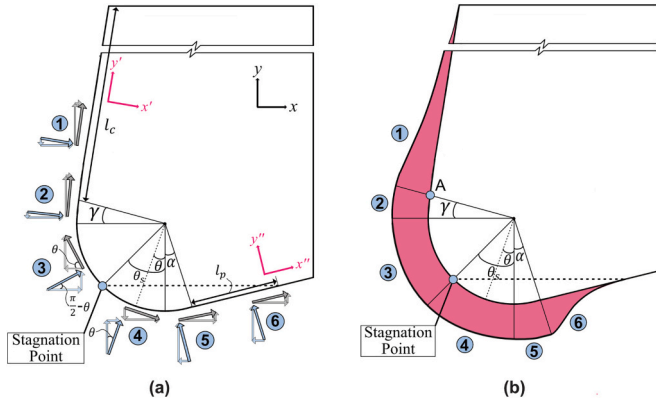 y′
x′
y
x
l_c
①
②
γ
③
θ
π/2-θ
θ_s
θ
α
l_p
y″
x″
Stagnation
Point
θ
④
⑤
⑥
(a)
①
A
②
γ
③
θ_s
θ
α
Stagnation
Point
④
⑤
⑥
(b)